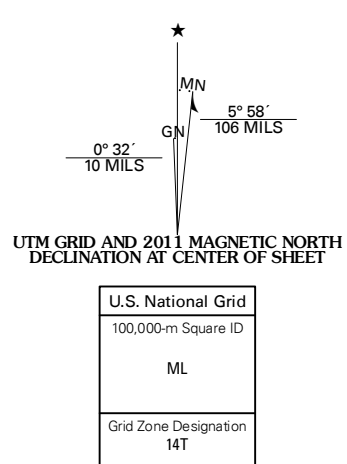 ★
MN
GN
5° 58´
106 MILS
0° 32´
10 MILS
UTM GRID AND 2011 MAGNETIC NORTH
DECLINATION AT CENTER OF SHEET
U.S. National Grid
100,000-m Square ID
ML
Grid Zone Designation
14T